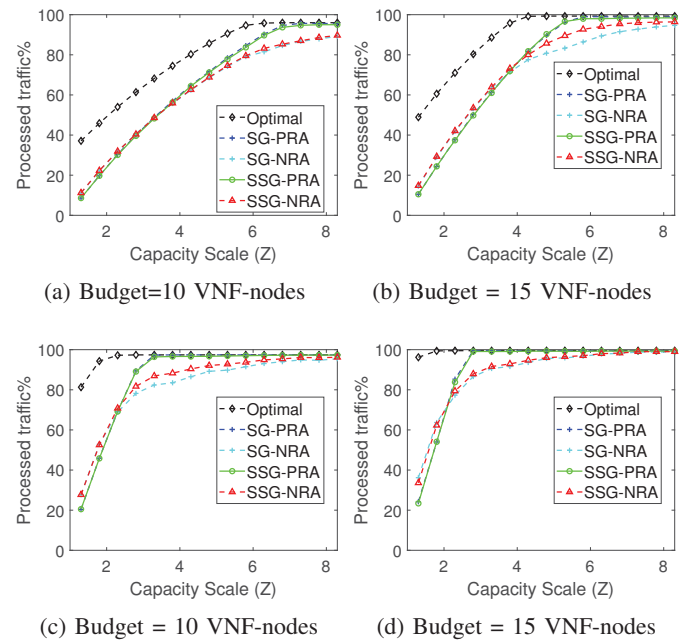 100
80
60
40
20
0
Processed traffic%
2
4
6
8
Capacity Scale (Z)
Optimal
SG-PRA
SG-NRA
SSG-PRA
SSG-NRA
(a) Budget=10 VNF-nodes
100
80
60
40
20
0
Processed traffic%
2
4
6
8
Capacity Scale (Z)
Optimal
SG-PRA
SG-NRA
SSG-PRA
SSG-NRA
(b) Budget = 15 VNF-nodes
100
80
60
40
20
0
Processed traffic%
2
4
6
8
Capacity Scale (Z)
Optimal
SG-PRA
SG-NRA
SSG-PRA
SSG-NRA
(c) Budget = 10 VNF-nodes
100
80
60
40
20
0
Processed traffic%
2
4
6
8
Capacity Scale (Z)
Optimal
SG-PRA
SG-NRA
SSG-PRA
SSG-NRA
(d) Budget = 15 VNF-nodes